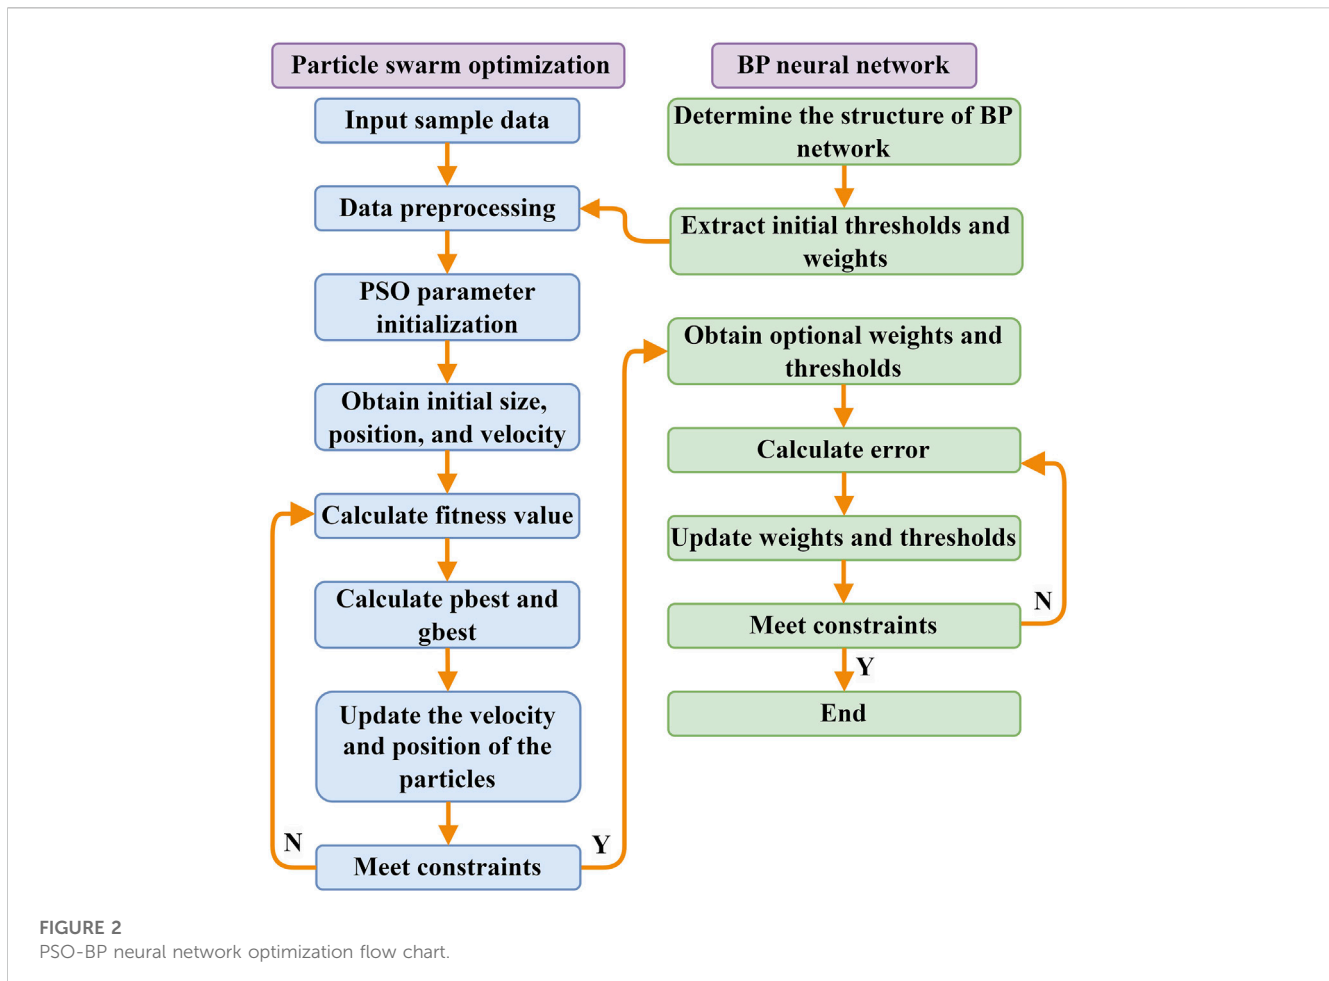 Particle swarm optimization
Input sample data
Data preprocessing
PSO parameter
initialization
Obtain initial size,
position, and velocity
Calculate fitness value
Calculate pbest and
gbest
Update the velocity
and position of the
particles
N
Y
Meet constraints
BP neural network
Determine the structure of BP
network
Extract initial thresholds and
weights
Obtain optional weights and
thresholds
Calculate error
Update weights and thresholds
N
Meet constraints
Y
End
FIGURE 2
PSO-BP neural network optimization flow chart.